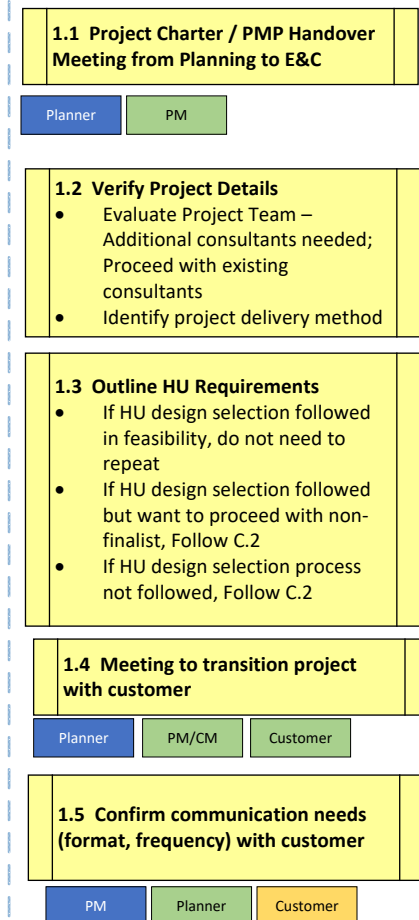 1.1 Project Charter / PMP Handover
Meeting from Planning to E&C
Planner PM
1.2 Verify Project Details
• Evaluate Project Team –
Additional consultants needed;
Proceed with existing
consultants
• Identify project delivery method
1.3 Outline HU Requirements
• If HU design selection followed
in feasibility, do not need to
repeat
• If HU design selection followed
but want to proceed with non-
finalist, Follow C.2
• If HU design selection process
not followed, Follow C.2
1.4 Meeting to transition project
with customer
Planner PM/CM Customer
1.5 Confirm communication needs
(format, frequency) with customer
PM Planner Customer